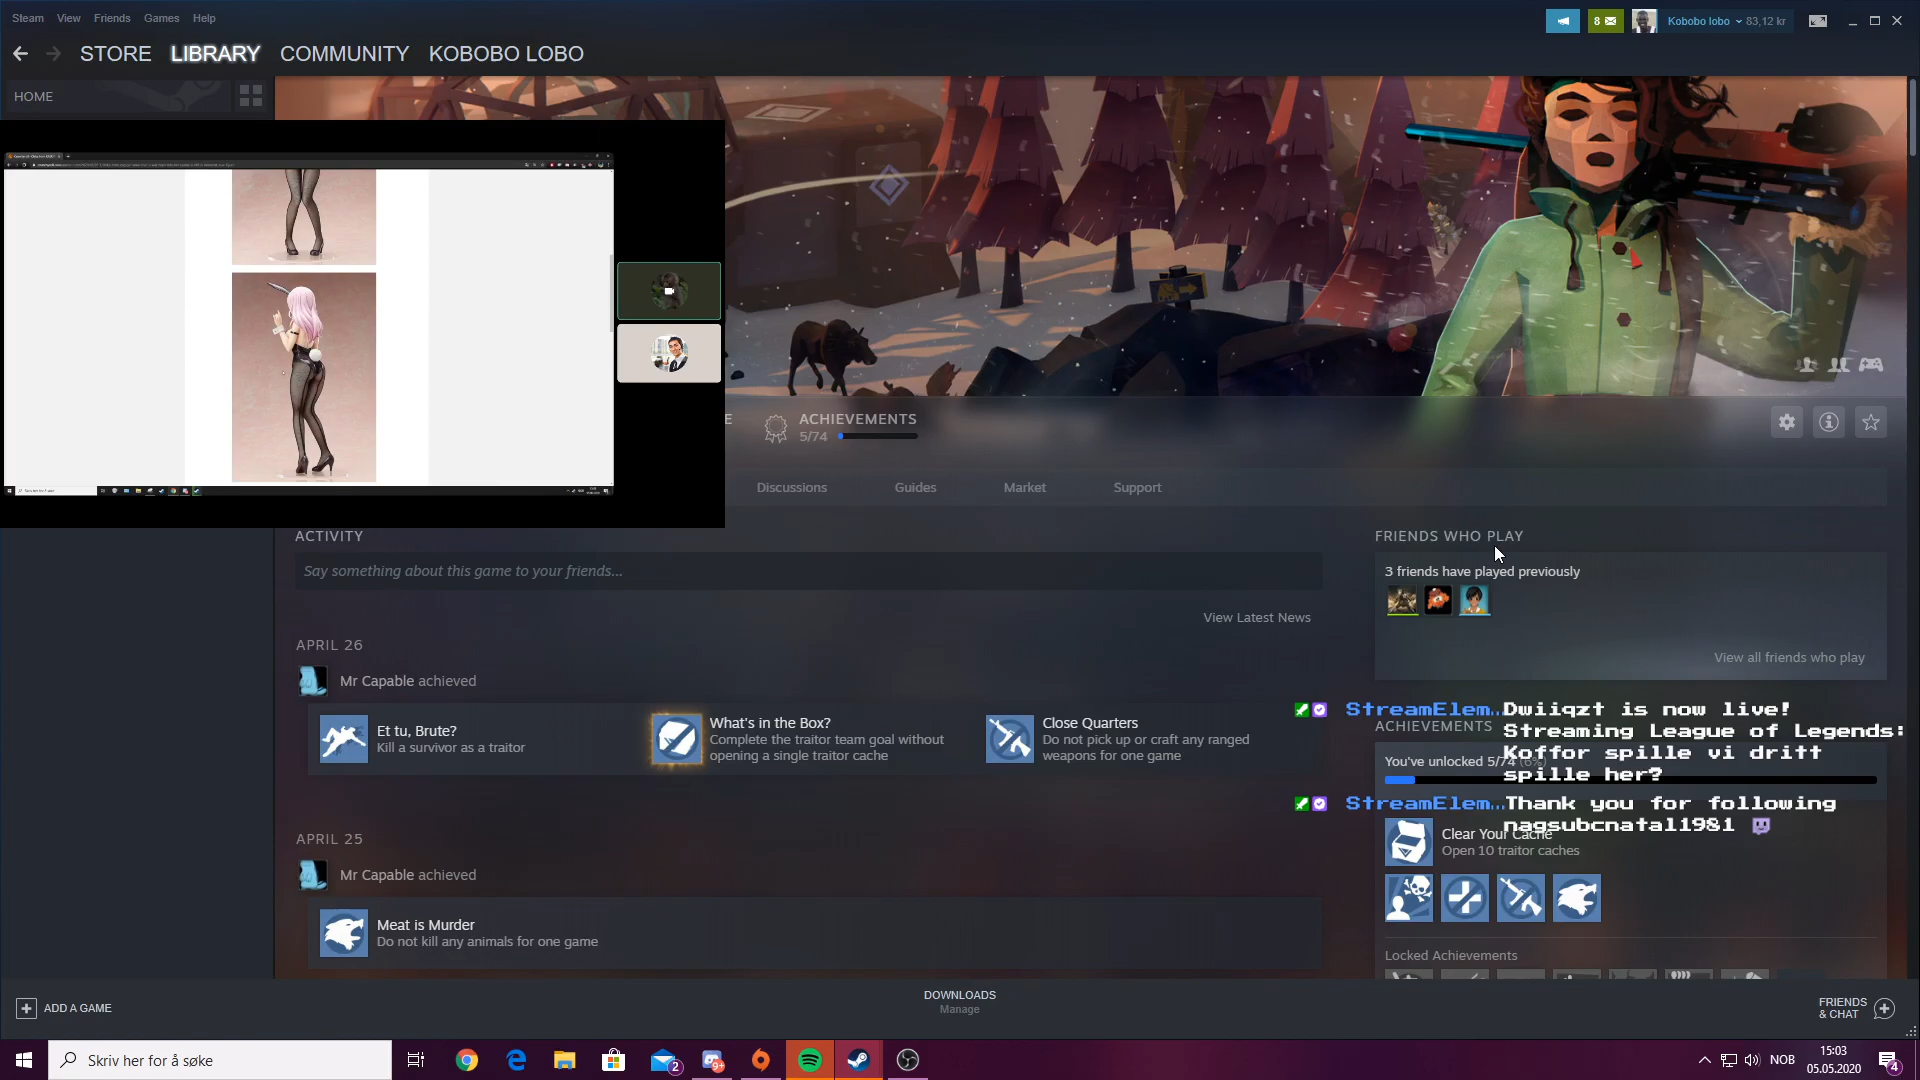 Steam View Friends Games Help
8
Kobobo lobo 83,12 kr
STORE LIBRARY COMMUNITY KOBOBO LOBO
HOME
E
ACHIEVEMENTS
5/74
Discussions Guides Market Support
ACTIVITY
Say something about this game to your friends...
View Latest News
APRIL 26
Mr Capable achieved
Et tu, Brute?
Kill a survivor as a traitor
What's in the Box?
Complete the traitor team goal without
opening a single traitor cache
Close Quarters
Do not pick up or craft any ranged
weapons for one game
APRIL 25
Mr Capable achieved
Meat is Murder
Do not kill any animals for one game
FRIENDS WHO PLAY
3 friends have played previously
View all friends who play
StreamElem... Dwiiqzt is now live!
Streaming League of Legends:
Koffor spille vi dritt
spille her?
StreamElem... Thank you for following
nagsubcnatal1981
ACHIEVEMENTS
You've unlocked 5/74 (6%)
Clear Your Cache
Open 10 traitor caches
Locked Achievements
ADD A GAME
DOWNLOADS
Manage
FRIENDS
& CHAT
Skriv her for å søke
2
9+
NOB
15:03
05.05.2020
4